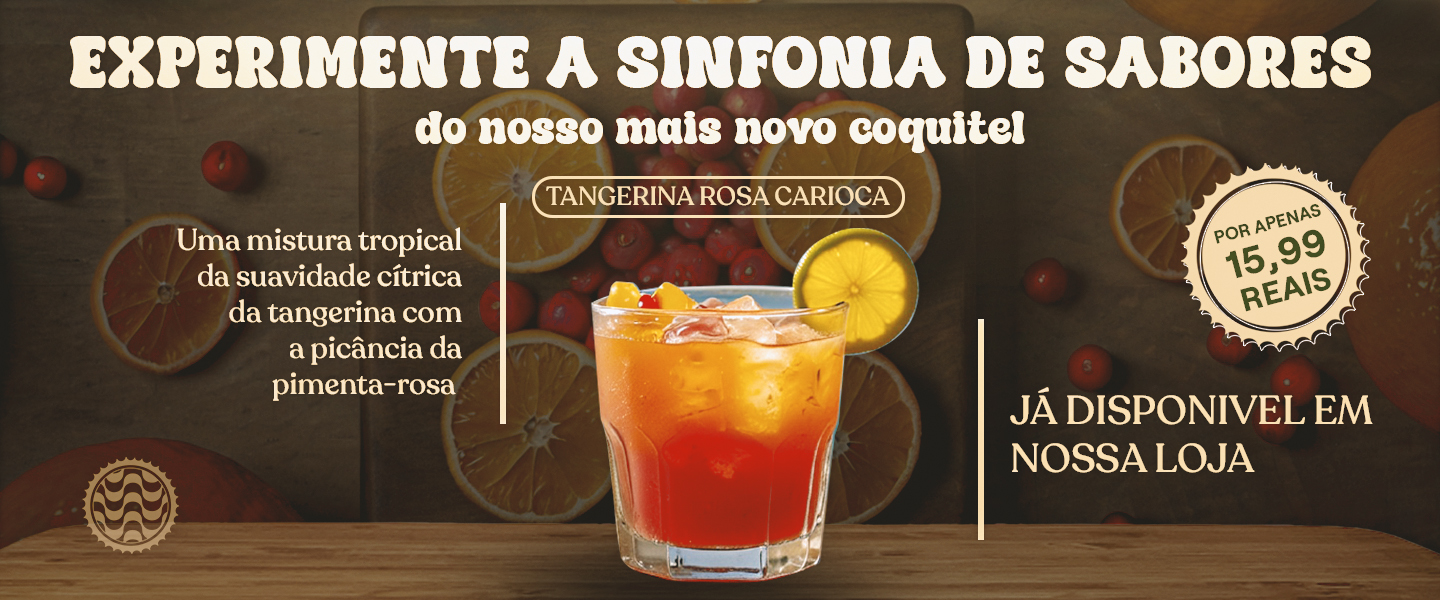 EXPERIMENTE A SINFONIA DE SABORES
do nosso mais novo coquitel
TANGERINA ROSA CARIOCA
Uma mistura tropical
da suavidade cítrica
da tangerina com
a picância da
pimenta-rosa
POR APENAS
15,99
REAIS
JÁ DISPONIVEL EM
NOSSA LOJA